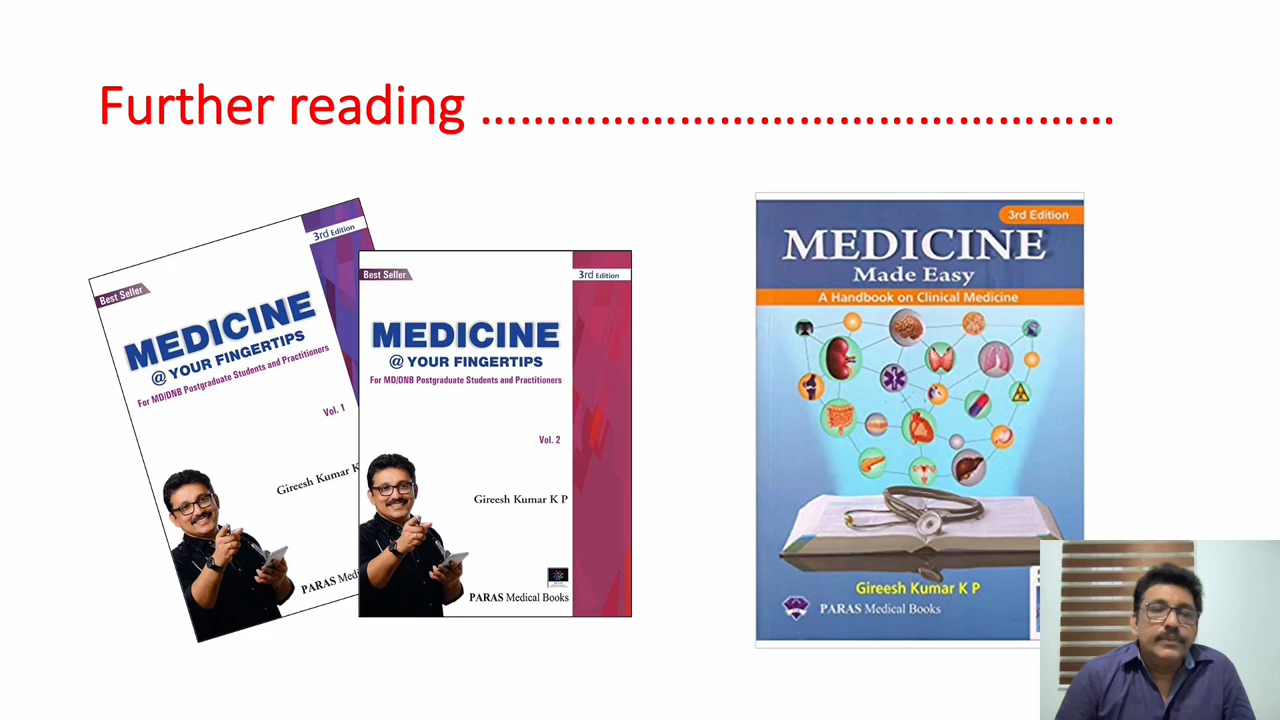 Further reading ................................................
3rd Edition
Best Seller
MEDICINE
@ YOUR FINGERTIPS
For MD/DNB Postgraduate Students and Practitioners
Vol. 1
Gireesh Kumar K
PARAS Medi
3rd Edition
Best Seller
MEDICINE
@ YOUR FINGERTIPS
For MD/DNB Postgraduate Students and Practitioners
Vol. 2
Gireesh Kumar K P
PARAS Medical Books
3rd Edition
MEDICINE
Made Easy
A Handbook on Clinical Medicine
Gireesh Kumar K P
PARAS Medical Books